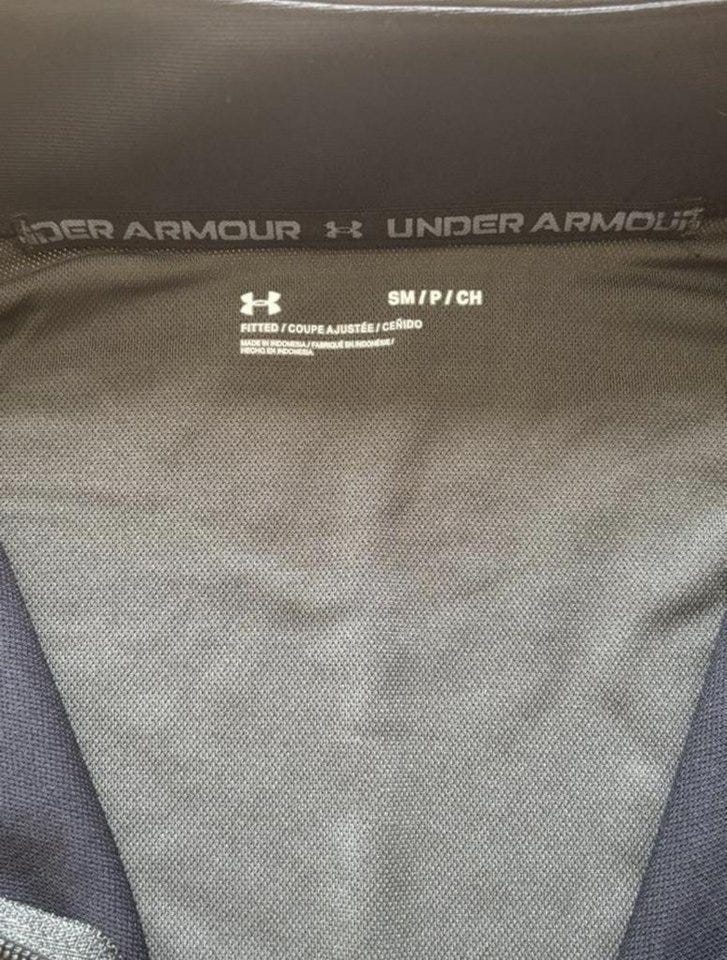 UNDER ARMOUR UNDER ARMOUR
SM/P/CH
FITTED/COUPE AJUSTÉE/CEÑIDO
MADE IN INDONESIA/FABRIQUÉ EN INDONÉSIE/
HECHO EN INDONESIA